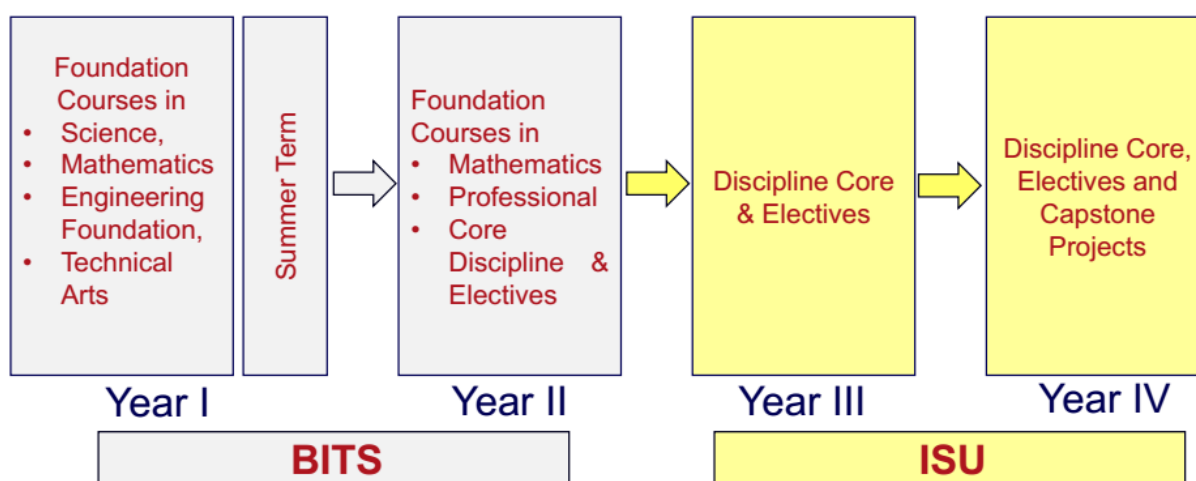 Foundation
Courses in
• Science,
• Mathematics
• Engineering
Foundation,
• Technical
Arts
Summer Term
Foundation
Courses in
• Mathematics
• Professional
• Core
Discipline &
Electives
Discipline Core
& Electives
Discipline Core,
Electives and
Capstone
Projects
Year I
Year II
Year III
Year IV
BITS
ISU